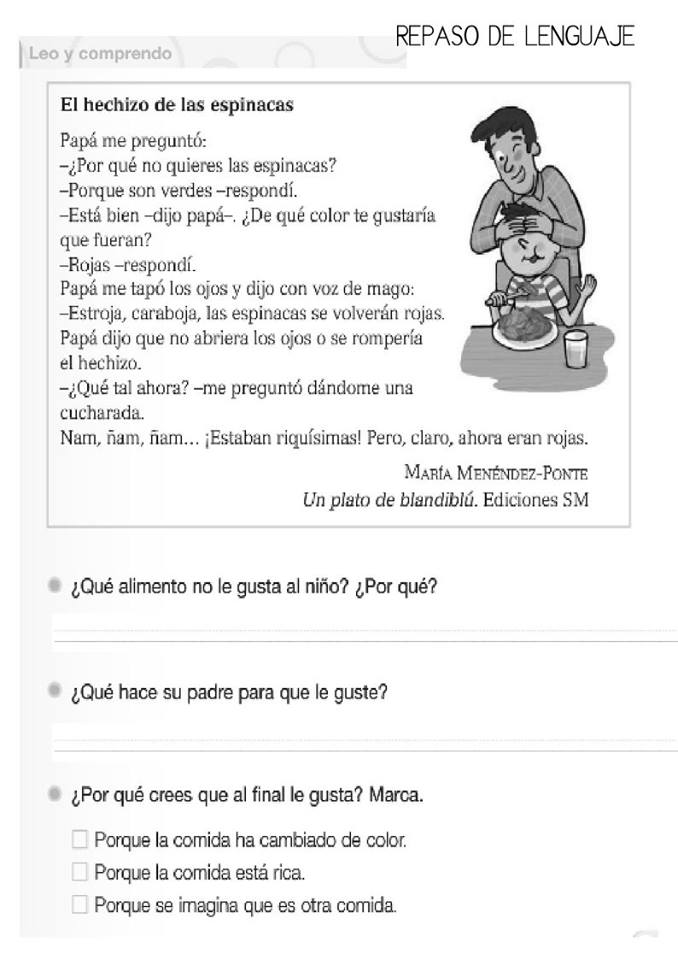 REPASO DE LENGUAJE
Leo y comprendo
El hechizo de las espinacas
Papá me preguntó:
–¿Por qué no quieres las espinacas?
–Porque son verdes –respondí.
–Está bien –dijo papá–. ¿De qué color te gustaría
que fueran?
–Rojas –respondí.
Papá me tapó los ojos y dijo con voz de mago:
–Estroja, caraboja, las espinacas se volverán rojas.
Papá dijo que no abriera los ojos o se rompería
el hechizo.
–¿Qué tal ahora? –me preguntó dándome una
cucharada.
Nam, ñam, ñam... ¡Estaban riquísimas! Pero, claro, ahora eran rojas.
MARÍA MENÉNDEZ-PONTE
Un plato de blandiblú. Ediciones SM
¿Qué alimento no le gusta al niño? ¿Por qué?
¿Qué hace su padre para que le guste?
¿Por qué crees que al final le gusta? Marca.
Porque la comida ha cambiado de color.
Porque la comida está rica.
Porque se imagina que es otra comida.